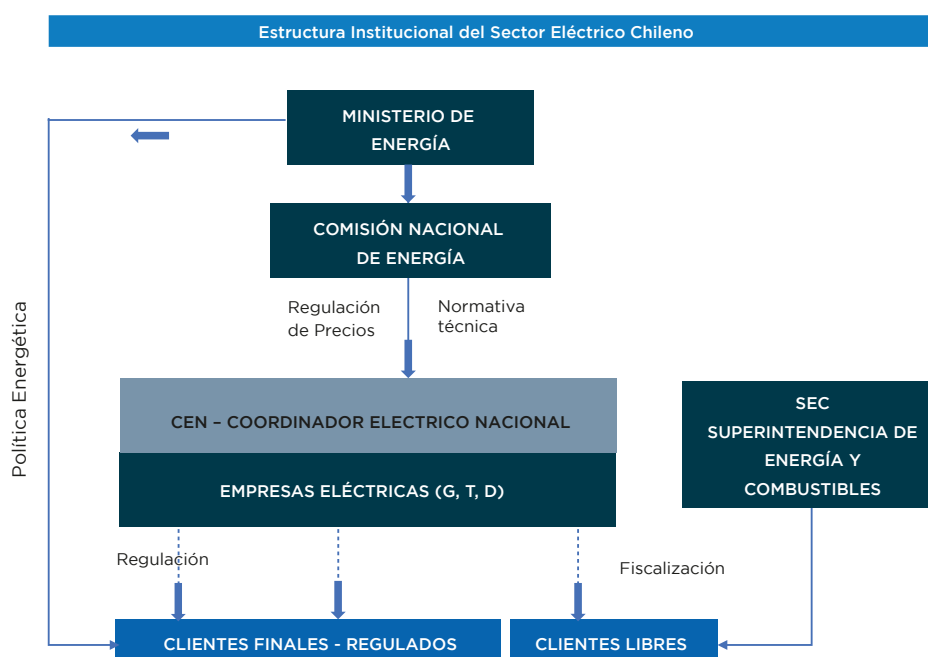 Estructura Institucional del Sector Eléctrico Chileno
MINISTERIO DE
ENERGÍA
COMISIÓN NACIONAL
DE ENERGÍA
Regulación
de Precios
Normativa
técnica
Política Energética
CEN – COORDINADOR ELECTRICO NACIONAL
EMPRESAS ELÉCTRICAS (G, T, D)
SEC
SUPERINTENDENCIA DE
ENERGÍA Y
COMBUSTIBLES
Regulación
Fiscalización
CLIENTES FINALES - REGULADOS
CLIENTES LIBRES